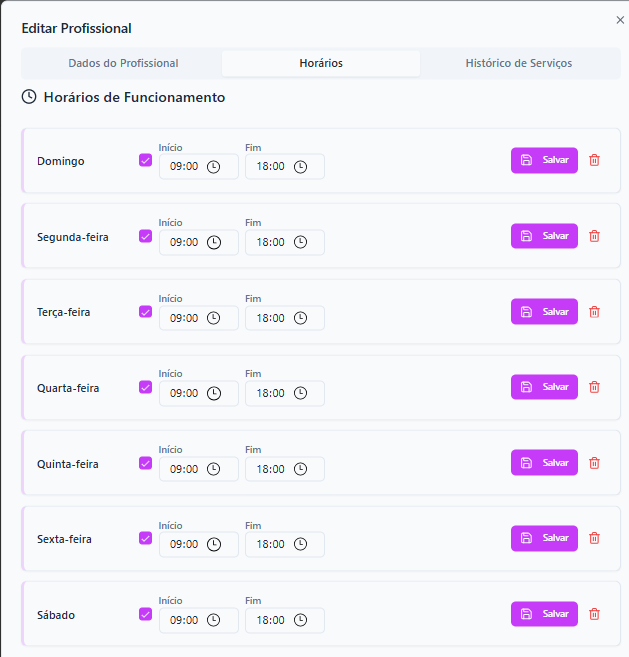 Editar Profissional
Dados do Profissional Horários Histórico de Serviços
Horários de Funcionamento
Início Fim
Domingo 09:00 18:00 Salvar
Início Fim
Segunda-feira 09:00 18:00 Salvar
Início Fim
Terça-feira 09:00 18:00 Salvar
Início Fim
Quarta-feira 09:00 18:00 Salvar
Início Fim
Quinta-feira 09:00 18:00 Salvar
Início Fim
Sexta-feira 09:00 18:00 Salvar
Início Fim
Sábado 09:00 18:00 Salvar